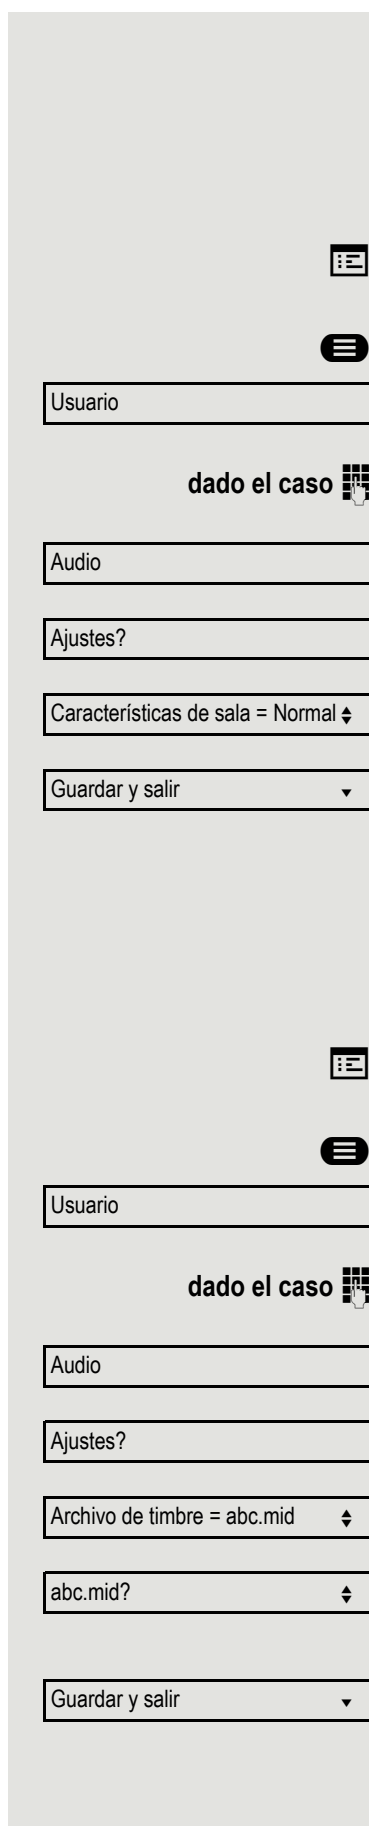 Usuario
dado el caso
Audio
Ajustes?
Características de sala = Normal
Guardar y salir
Usuario
dado el caso
Audio
Ajustes?
Archivo de timbre = abc.mid
abc.mid?
Guardar y salir